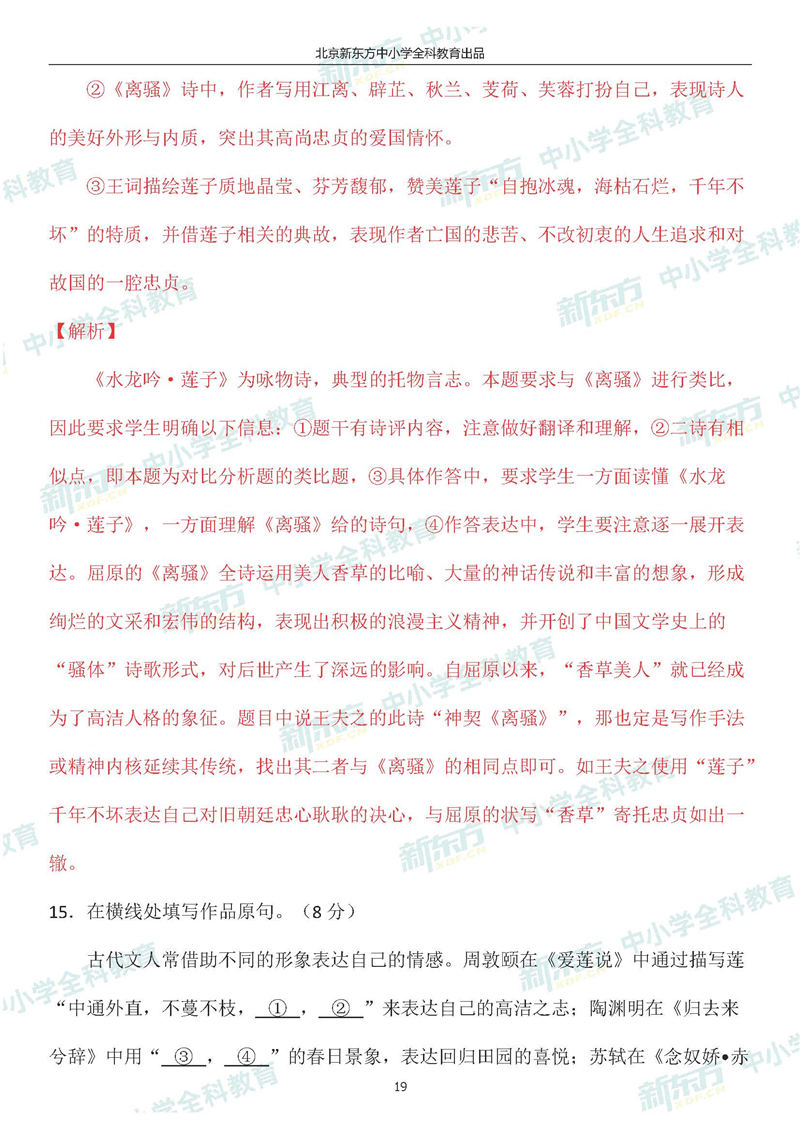 北京新东方中小学全科教育出品
②《离骚》诗中，作者写用江离、辟芷、秋兰、芰荷、芙蓉打扮自己，表现诗人
的美好外形与内质，突出其高尚忠贞的爱国情怀。
③王词描绘莲子质地晶莹、芬芳馥郁，赞美莲子“自抱冰魂，海枯石烂，千年不
坏”的特质，并借莲子相关的典故，表现作者亡国的悲苦、不改初衷的人生追求和对
故国的一腔忠贞。
【解析】
《水龙吟·莲子》为咏物诗，典型的托物言志。本题要求与《离骚》进行类比，
因此要求学生明确以下信息：①题干有诗评内容，注意做好翻译和理解，②二诗有相
似点，即本题为对比分析题的类比题，③具体作答中，要求学生一方面读懂《水龙
吟·莲子》，一方面理解《离骚》给的诗句，④作答表达中，学生要注意逐一展开表
达。屈原的《离骚》全诗运用美人香草的比喻、大量的神话传说和丰富的想象，形成
绚烂的文采和宏伟的结构，表现出积极的浪漫主义精神，并开创了中国文学史上的
“骚体”诗歌形式，对后世产生了深远的影响。自屈原以来，“香草美人”就已经成
为了高洁人格的象征。题目中说王夫之的此诗“神契《离骚》”，那也定是写作手法
或精神内核延续其传统，找出其二者与《离骚》的相同点即可。如王夫之使用“莲子”
千年不坏表达自己对旧朝廷忠心耿耿的决心，与屈原的状写“香草”寄托忠贞如出一
辙。
15．在横线处填写作品原句。（8 分）
古代文人常借助不同的形象表达自己的情感。周敦颐在《爱莲说》中通过描写莲
“中通外直，不蔓不枝，①，②”来表达自己的高洁之志；陶渊明在《归去来
兮辞》中用“③，④”的春日景象，表达回归田园的喜悦；苏轼在《念奴娇•赤
19